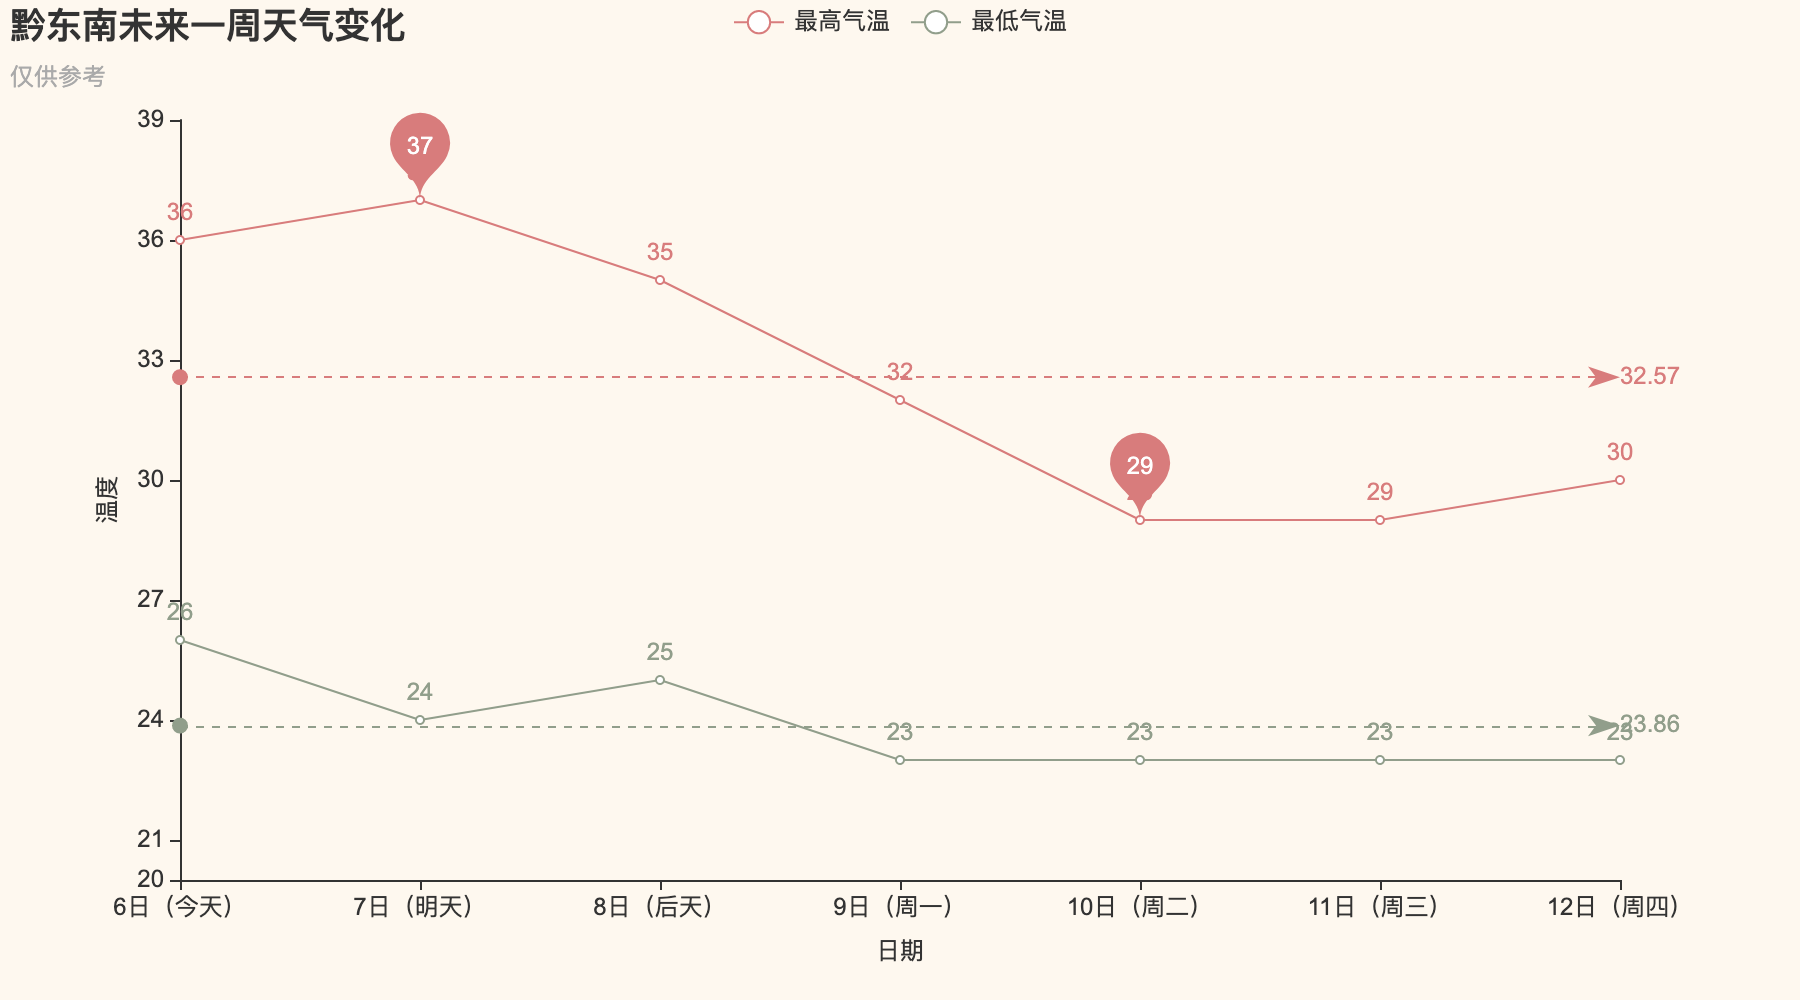 黔东南未来一周天气变化
仅供参考
最高气温
最低气温
39
36
33
30
27
24
21
20
温度
36
37
35
32
29
29
30
32.57
26
24
25
23
23
23
23
23.86
6日（今天）
7日（明天）
8日（后天）
9日（周一）
10日（周二）
11日（周三）
12日（周四）
日期